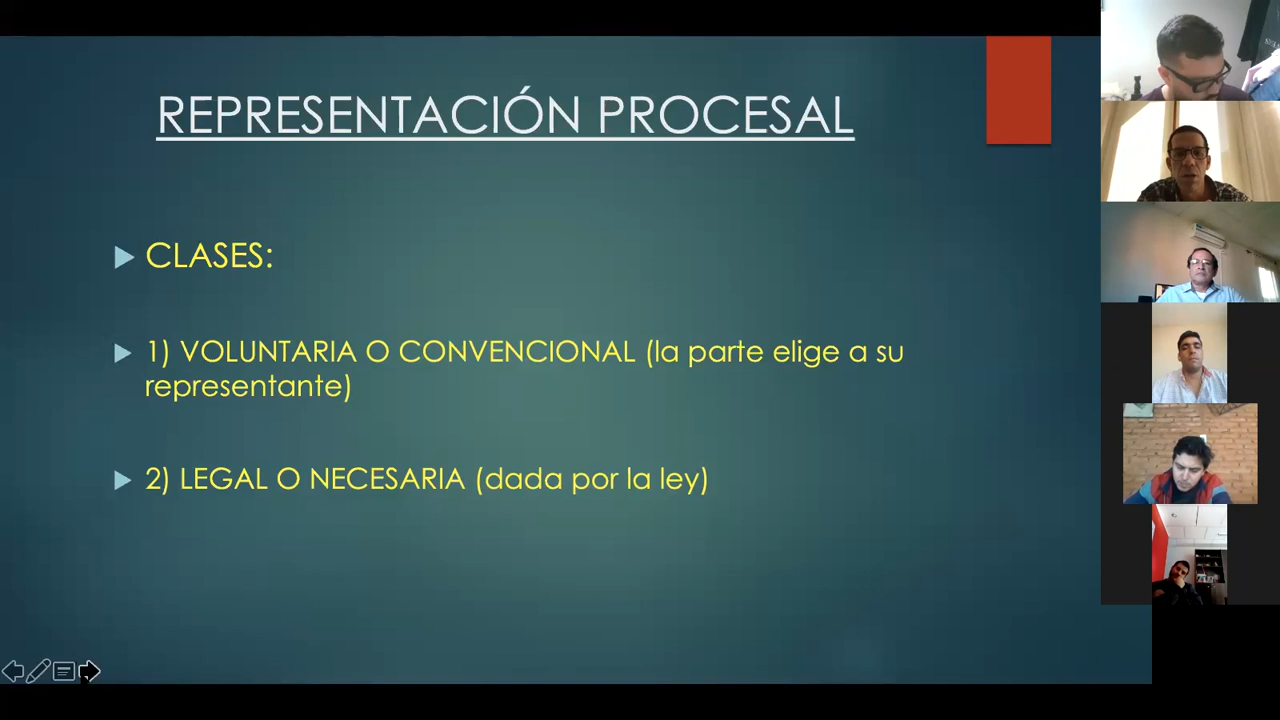 REPRESENTACIÓN PROCESAL
CLASES:
1) VOLUNTARIA O CONVENCIONAL (la parte elige a su
representante)
2) LEGAL O NECESARIA (dada por la ley)